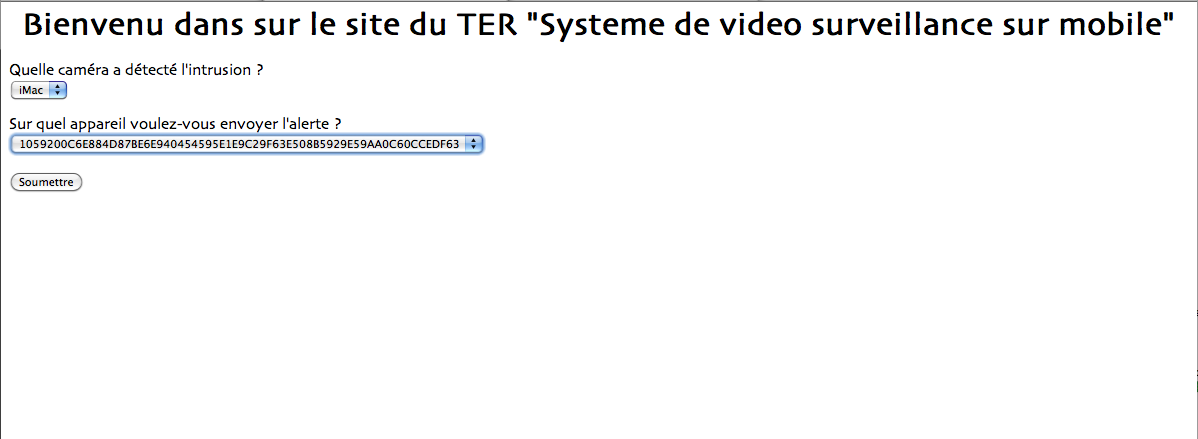 Bienvenu dans sur le site du TER "Systeme de video surveillance sur mobile"
Quelle caméra a détecté l'intrusion ?
iMac
Sur quel appareil voulez-vous envoyer l'alerte ?
1059200C6E884D87BE6E940454595E1E9C29F63E508B5929E59AA0C60CCEDF63
Soumettre